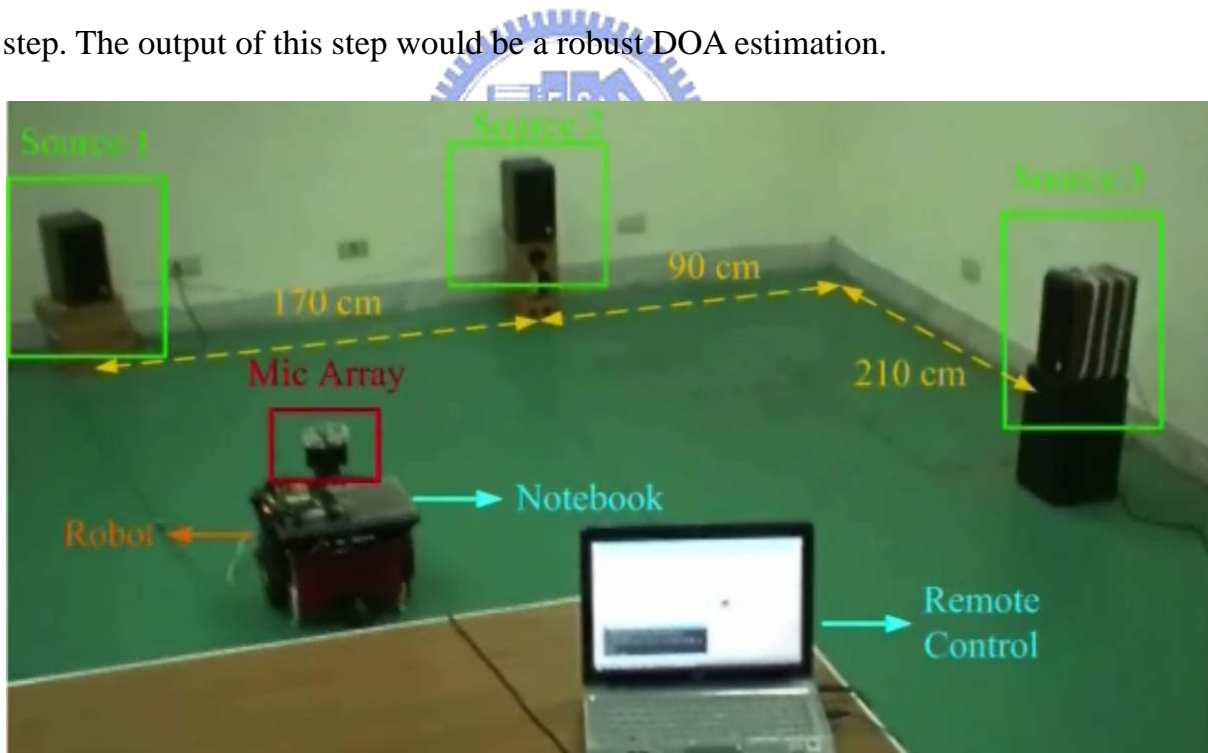 step. The output of this step would be a robust DOA estimation.
Source 1
Source 2
Source 3
170 cm
90 cm
210 cm
Mic Array
Notebook
Robot
Remote
Control